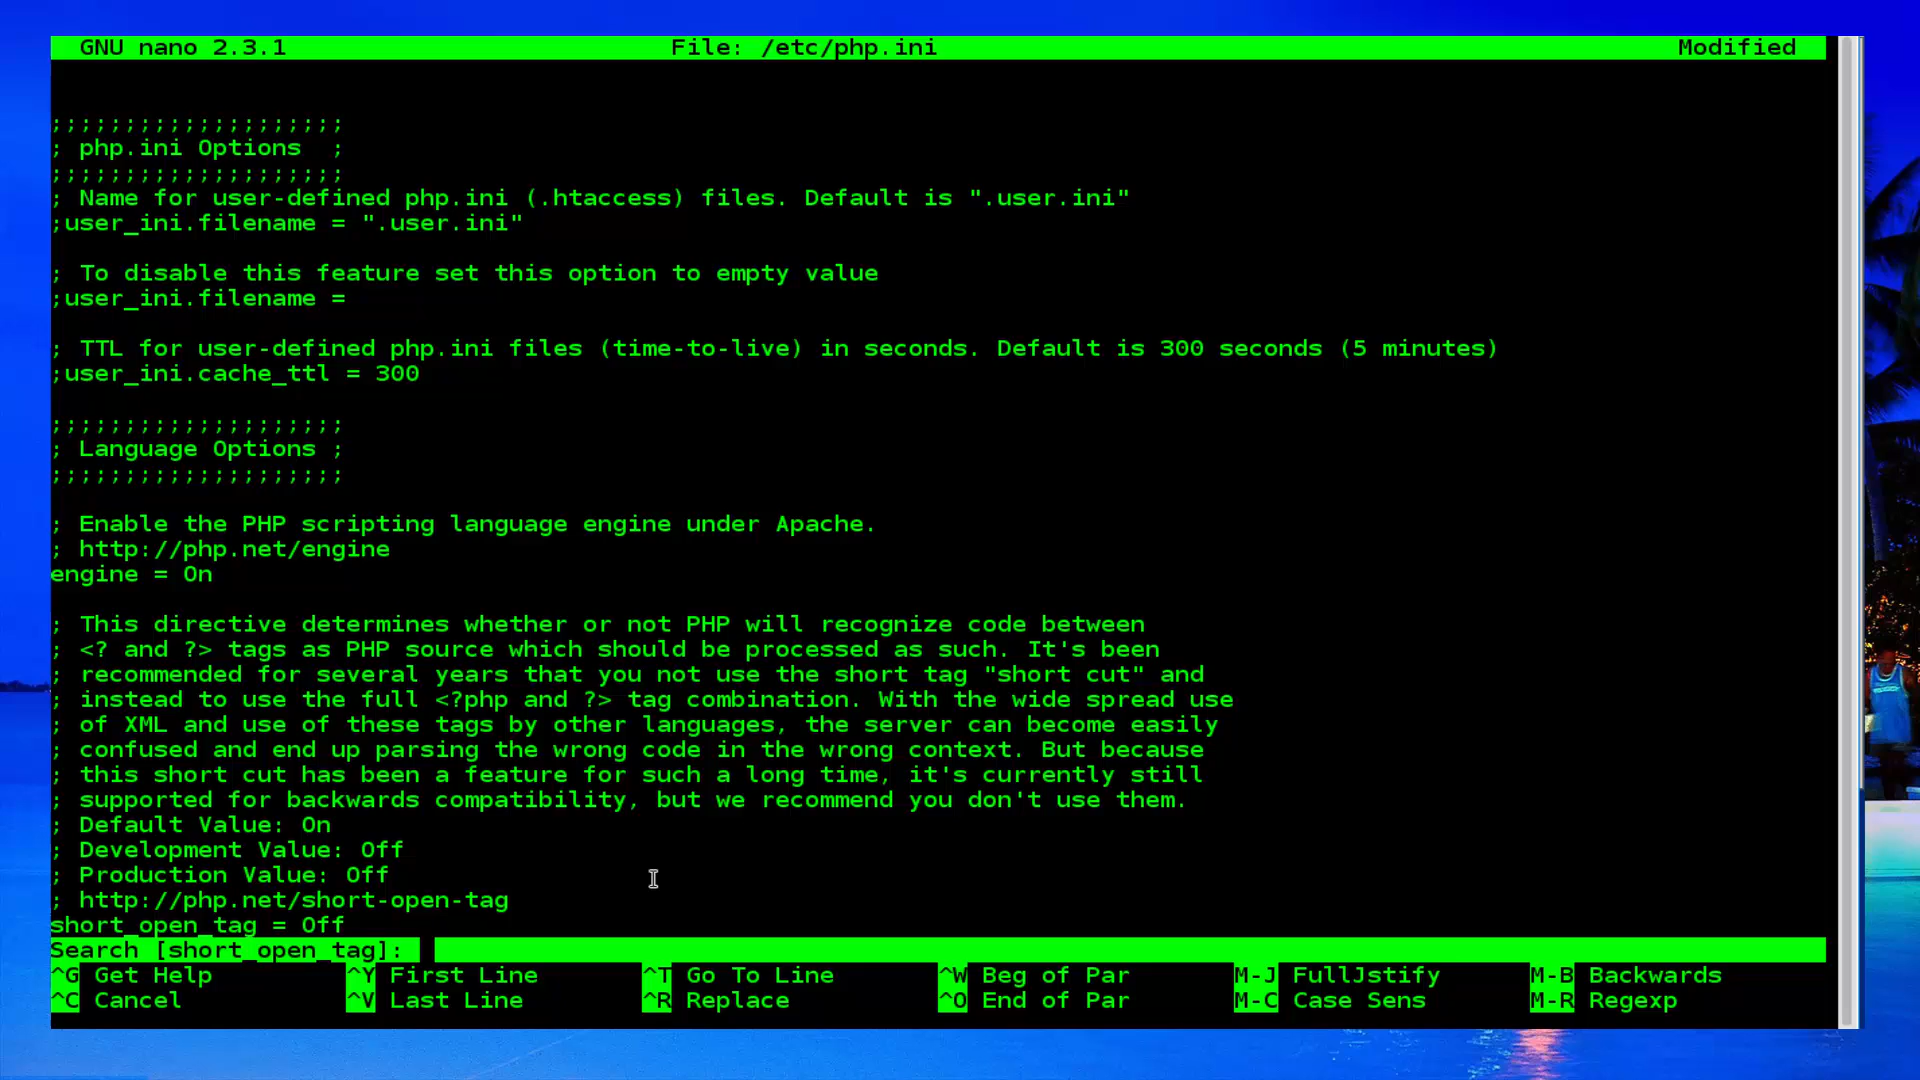 GNU nano 2.3.1 File: /etc/php.ini Modified
;;;;;;;;;;;;;;;;;;;;
; php.ini Options  ;
;;;;;;;;;;;;;;;;;;;;
; Name for user-defined php.ini (.htaccess) files. Default is ".user.ini"
;user_ini.filename = ".user.ini"
; To disable this feature set this option to empty value
;user_ini.filename =
; TTL for user-defined php.ini files (time-to-live) in seconds. Default is 300 seconds (5 minutes)
;user_ini.cache_ttl = 300
;;;;;;;;;;;;;;;;;;;;
; Language Options ;
;;;;;;;;;;;;;;;;;;;;
; Enable the PHP scripting language engine under Apache.
; http://php.net/engine
engine = On
; This directive determines whether or not PHP will recognize code between
; <? and ?> tags as PHP source which should be processed as such. It's been
; recommended for several years that you not use the short tag "short cut" and
; instead to use the full <?php and ?> tag combination. With the wide spread use
; of XML and use of these tags by other languages, the server can become easily
; confused and end up parsing the wrong code in the wrong context. But because
; this short cut has been a feature for such a long time, it's currently still
; supported for backwards compatibility, but we recommend you don't use them.
; Default Value: On
; Development Value: Off
; Production Value: Off
; http://php.net/short-open-tag
short_open_tag = Off
Search [short_open_tag]:
^G Get Help ^Y First Line ^T Go To Line ^W Beg of Par M-J FullJstify M-B Backwards
^C Cancel ^V Last Line ^R Replace ^O End of Par M-C Case Sens M-R Regexp